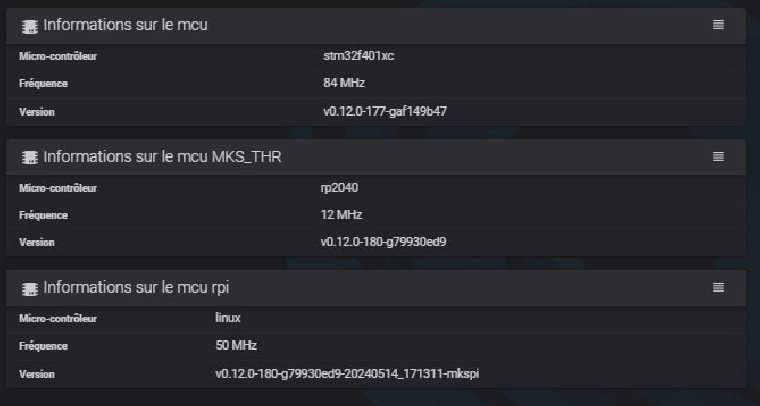 Informations sur le mcu
Micro-contrôleur stm32f401xc
Fréquence 84 MHz
Version v0.12.0-177-gaf149b47
Informations sur le mcu MKS_THR
Micro-contrôleur rp2040
Fréquence 12 MHz
Version v0.12.0-180-g79930ed9
Informations sur le mcu rpi
Micro-contrôleur linux
Fréquence 50 MHz
Version v0.12.0-180-g79930ed9-20240514_171311-mkspi